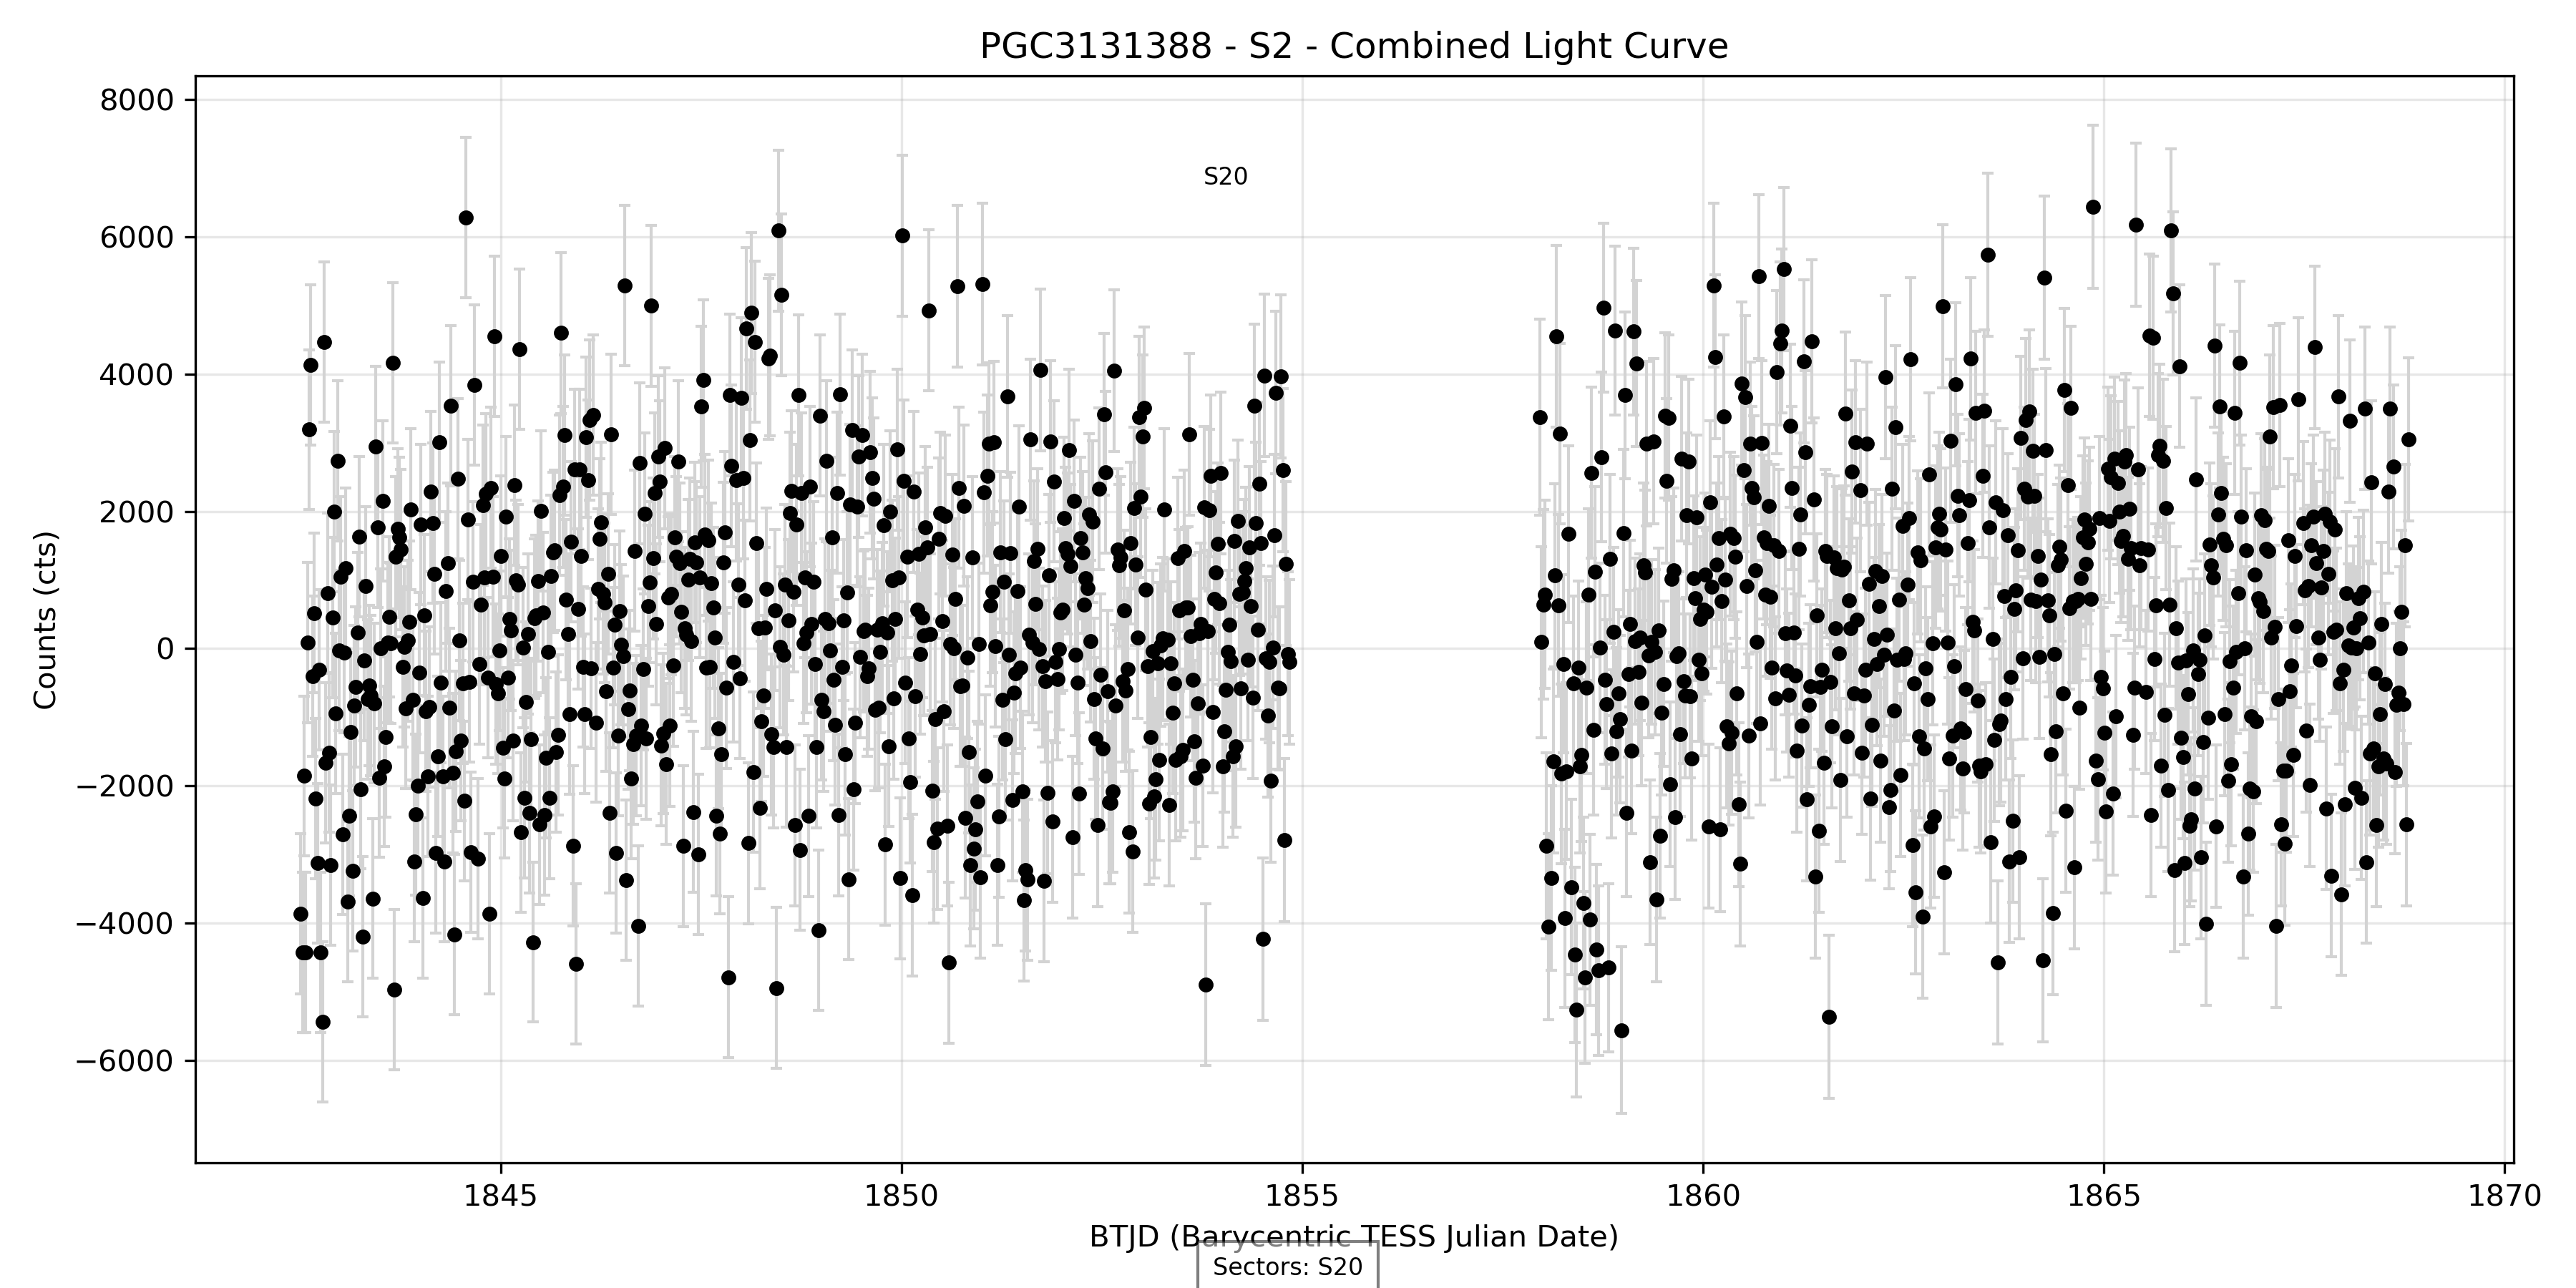 PGC3131388 - S2 - Combined Light Curve
8000
6000
4000
2000
0
−2000
−4000
−6000
Counts (cts)
S20
1845
1850
1855
1860
1865
1870
BTJD (Barycentric TESS Julian Date)
Sectors: S20